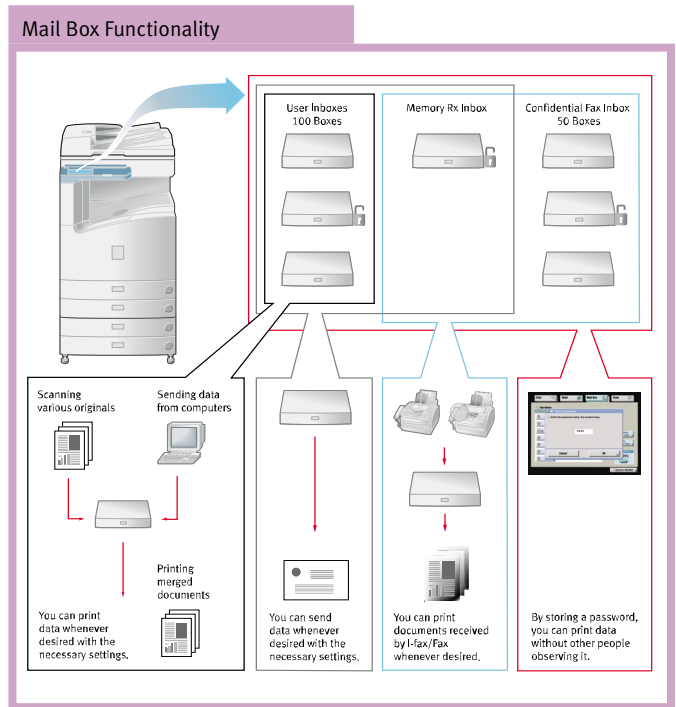 Mail Box Functionality
User Inboxes
100 Boxes
Memory Rx Inbox
Confidential Fax Inbox
50 Boxes
Scanning
various originals
Sending data
from computers
Printing
merged
documents
You can print
data whenever
desired with the
necessary settings.
You can send
data whenever
desired with the
necessary settings.
You can print
documents received
by I-fax/Fax
whenever desired.
Mail Box
By storing a password,
you can print data
without other people
observing it.